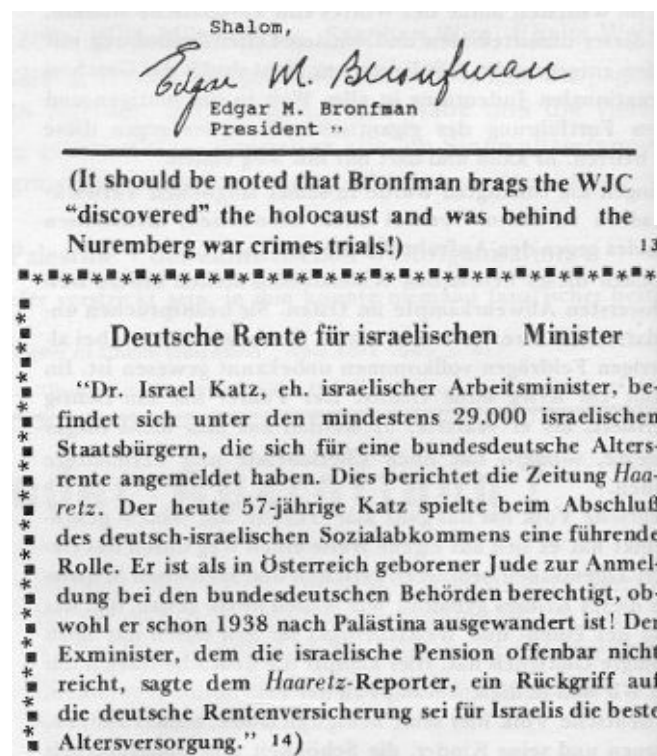 Shalom,
Edgar M. Bronfman
Edgar M. Bronfman
President
(It should be noted that Bronfman brags the WJC
“discovered” the holocaust and was behind the
Nuremberg war crimes trials!) 13
Deutsche Rente für israelischen Minister
“Dr. Israel Katz, eh. israelischer Arbeitsminister, be-
findet sich unter den mindestens 29.000 israelischen
Staatsbürgern, die sich für eine bundesdeutsche Alters-
rente angemeldet haben. Dies berichtet die Zeitung Haa-
retz. Der heute 57-jährige Katz spielte beim Abschluß
des deutsch-israelischen Sozialabkommens eine führende
Rolle. Er ist als in Österreich geborener Jude zur Anmel-
dung bei den bundesdeutschen Behörden berechtigt, ob-
wohl er schon 1938 nach Palästina ausgewandert ist! Der
Exminister, dem die israelische Pension offenbar nicht
reicht, sagte dem Haaretz-Reporter, ein Rückgriff auf
die deutsche Rentenversicherung sei für Israelis die beste
Altersversorgung.” 14)